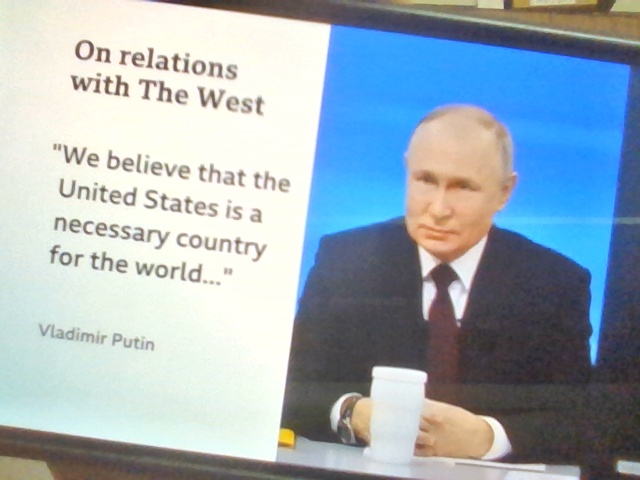 On relations
with The West
"We believe that the
United States is a
necessary country
for the world..."
Vladimir Putin